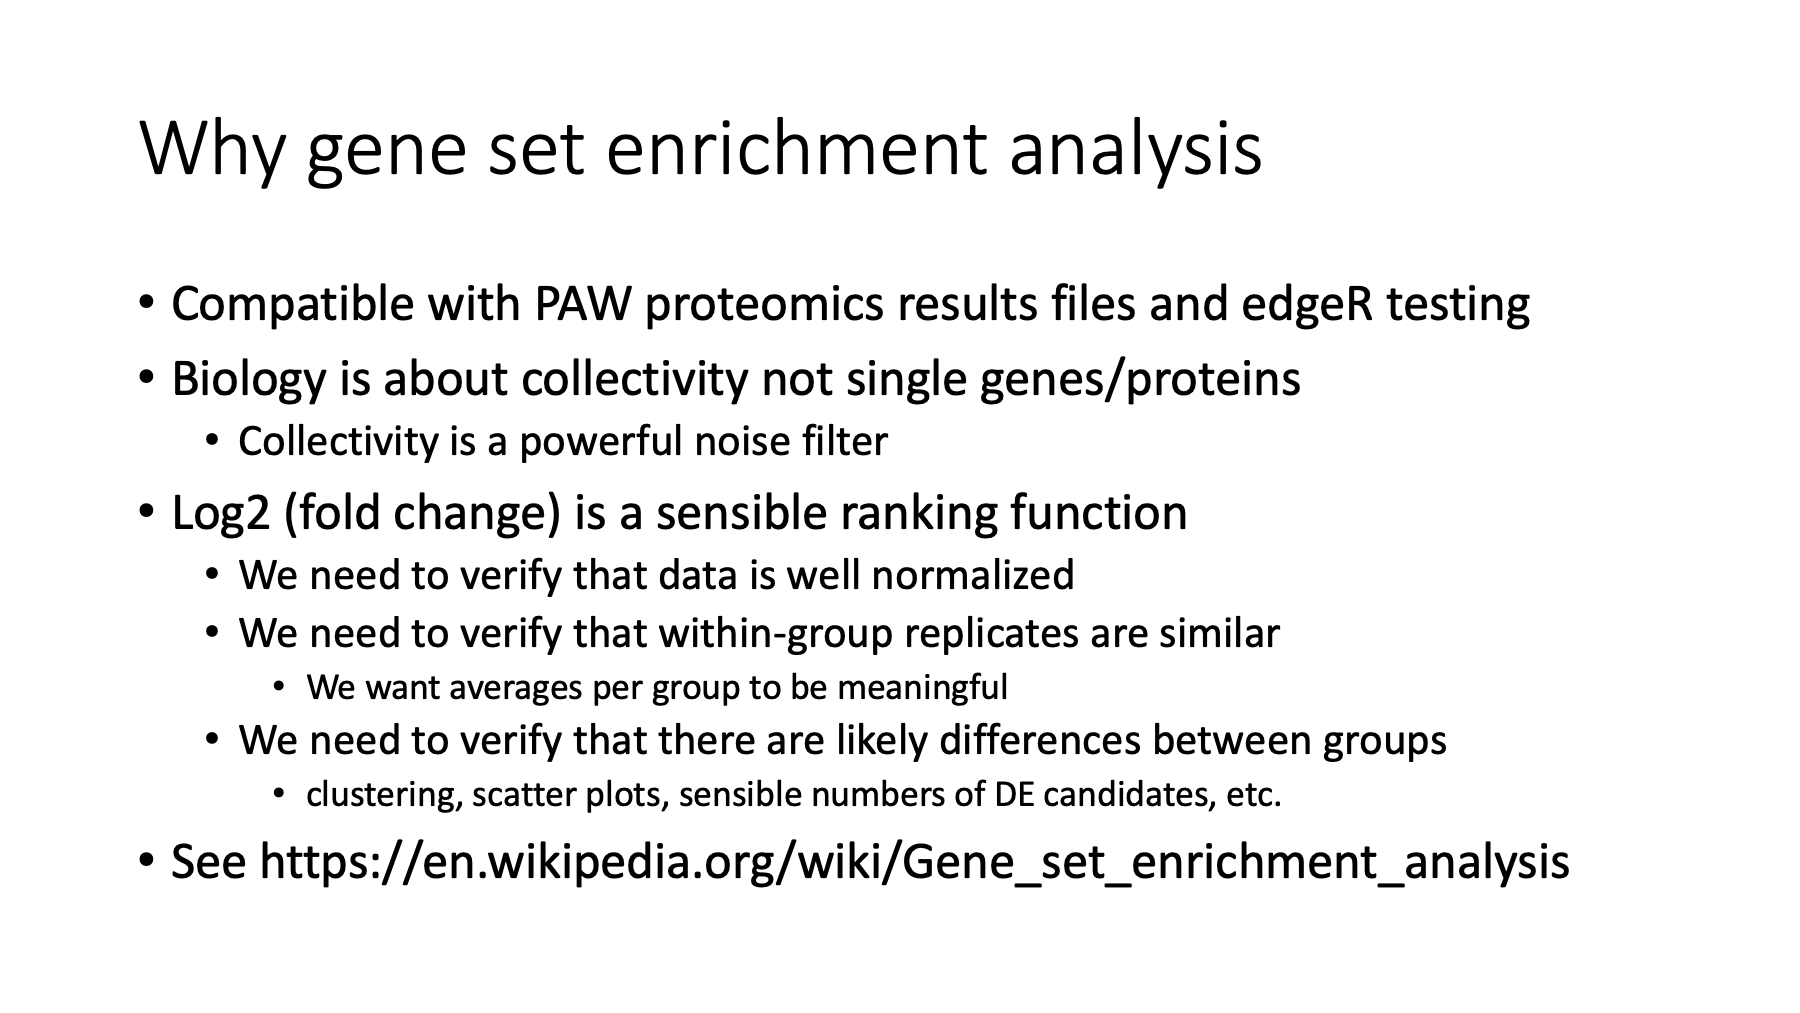 Why gene set enrichment analysis
• Compatible with PAW proteomics results files and edgeR testing
• Biology is about collectivity not single genes/proteins
• Collectivity is a powerful noise filter
• Log2 (fold change) is a sensible ranking function
• We need to verify that data is well normalized
• We need to verify that within-group replicates are similar
• We want averages per group to be meaningful
• We need to verify that there are likely differences between groups
• clustering, scatter plots, sensible numbers of DE candidates, etc.
• See https://en.wikipedia.org/wiki/Gene_set_enrichment_analysis